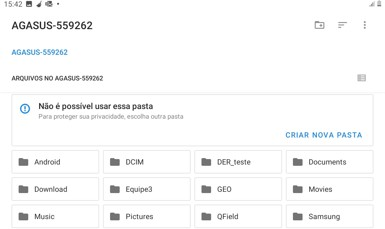 15:42
AGASUS-559262
AGASUS-559262
ARQUIVOS NO AGASUS-559262
Não é possível usar essa pasta
Para proteger sua privacidade, escolha outra pasta
CRIAR NOVA PASTA
Android DCIM DER_teste Documents
Download Equipe3 GEO Movies
Music Pictures QField Samsung